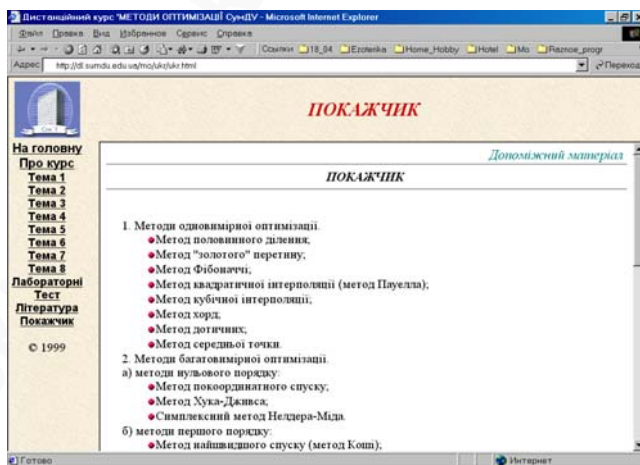 Дистанційний курс "МЕТОДИ ОПТИМІЗАЦІЇ СумДУ - Microsoft Internet Explorer
Файл Правка Вид Избранное Сервис Справка
Ссылки 18_04 Ezoterika Home_Hobby Hotel Mo Raznoe_progr
Адрес http://dl.sumdu.edu.ua/mo/ukr/ukr.html Переход
ПОКАЖЧИК
На головну
Про курс
Тема 1
Тема 2
Тема 3
Тема 4
Тема 5
Тема 6
Тема 7
Тема 8
Лабораторні
Тест
Література
Покажчик
© 1999
Допоміжний матеріал
ПОКАЖЧИК
1. Методи одновимірної оптимізації.
Метод половинного ділення;
Метод "золотого" перетину;
Метод Фібоначчі;
Метод квадратичної інтерполяції (метод Пауелла);
Метод кубічної інтерполяції;
Метод хорд;
Метод дотичних;
Метод середньої точки.
2. Методи багатовимірної оптимізації.
а) методи нульового порядку:
Метод покоординатного спуску;
Метод Хука-Дживса;
Симплексний метод Нелдера-Міда.
б) методи першого порядку:
Метод найшвидшого спуску (метод Коші);
Готово Интернет